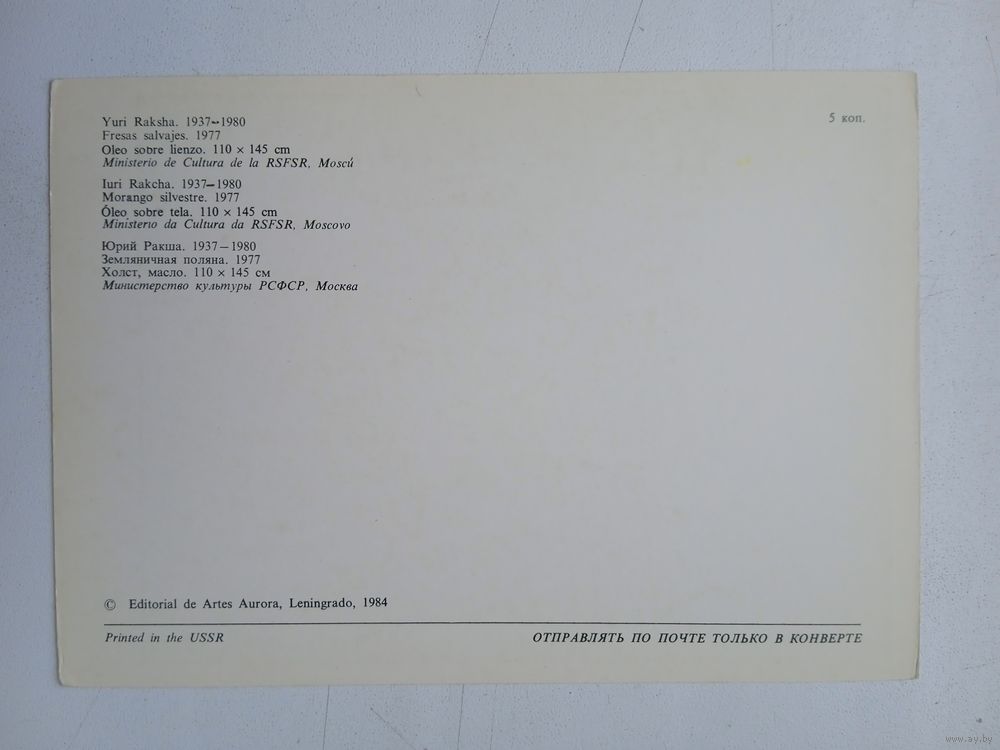 Yuri Raksha. 1937–1980
Fresas salvajes. 1977
Oleo sobre lienzo. 110 × 145 cm
Ministerio de Cultura de la RSFSR, Moscú
Iuri Rakcha. 1937–1980
Morango silvestre. 1977
Óleo sobre tela. 110 × 145 cm
Ministerio da Cultura da RSFSR, Moscovo
Юрий Ракша. 1937–1980
Земляничная поляна. 1977
Холст, масло. 110 × 145 см
Министерство культуры РСФСР, Москва
5 коп.
© Editorial de Artes Aurora, Leningrado, 1984
Printed in the USSR
ОТПРАВЛЯТЬ ПО ПОЧТЕ ТОЛЬКО В КОНВЕРТЕ
www.ay.by